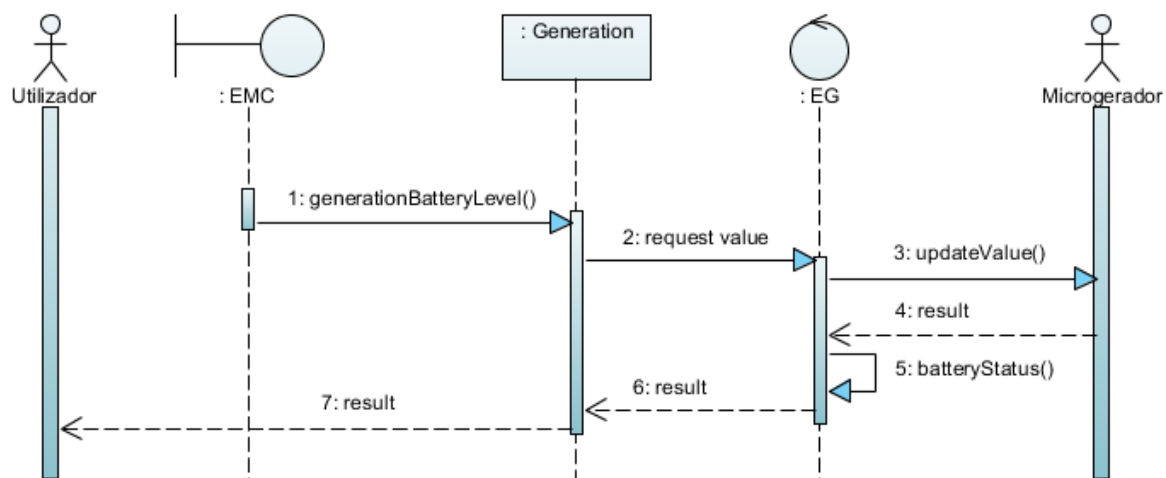 : Generation
Utilizador
: EMC
: EG
Microgerador
1: generationBatteryLevel()
2: request value
3: updateValue()
4: result
5: batteryStatus()
6: result
7: result